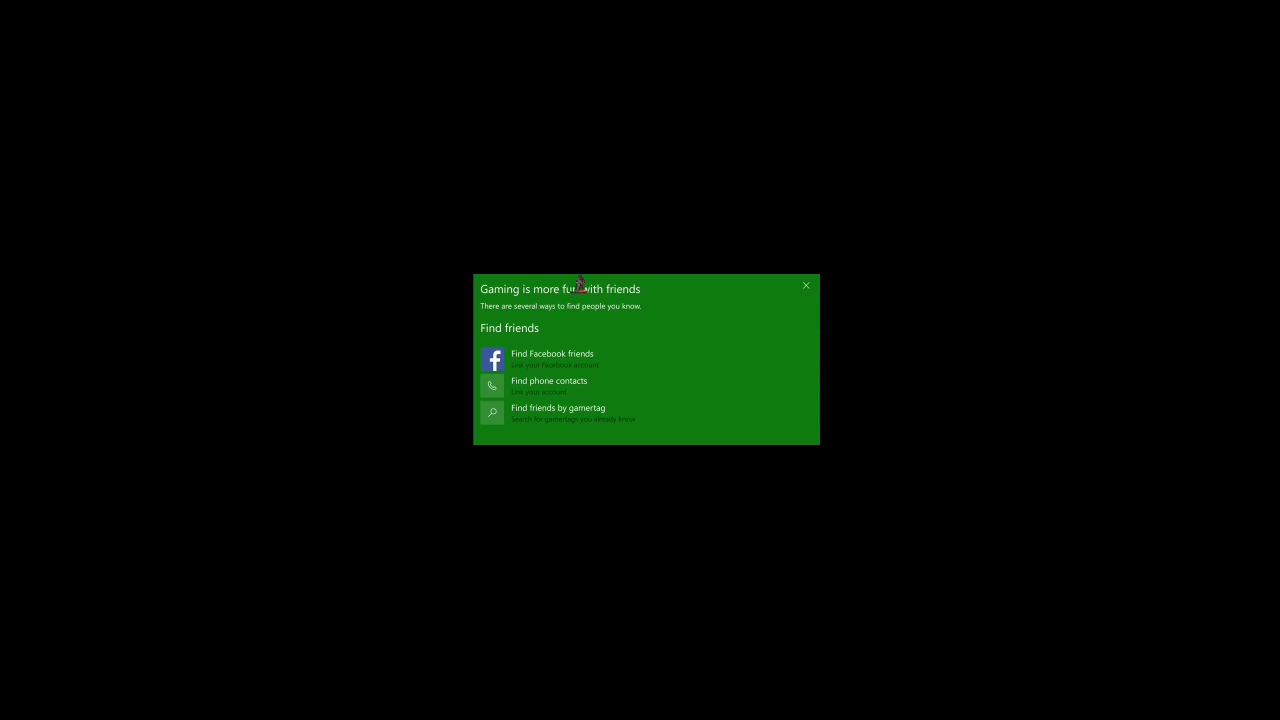 Gaming is more fun with friends
There are several ways to find people you know.
Find friends
Find Facebook friends
Link your Facebook account
Find phone contacts
Link your account
Find friends by gamertag
Search for gamertags you already know